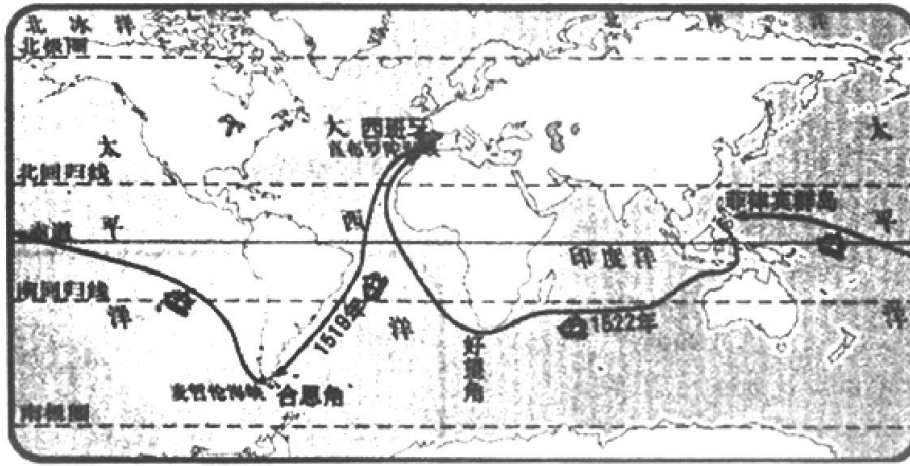 北 冰 洋
北 冰 洋
北极圈
大 西班牙
太
太
北回归线
菲律宾群岛
西
平
平
赤道
印度洋
南回归线
1519年
1522年
洋
洋
洋
好望角
麦哲伦海峡
合恩角
南极圈